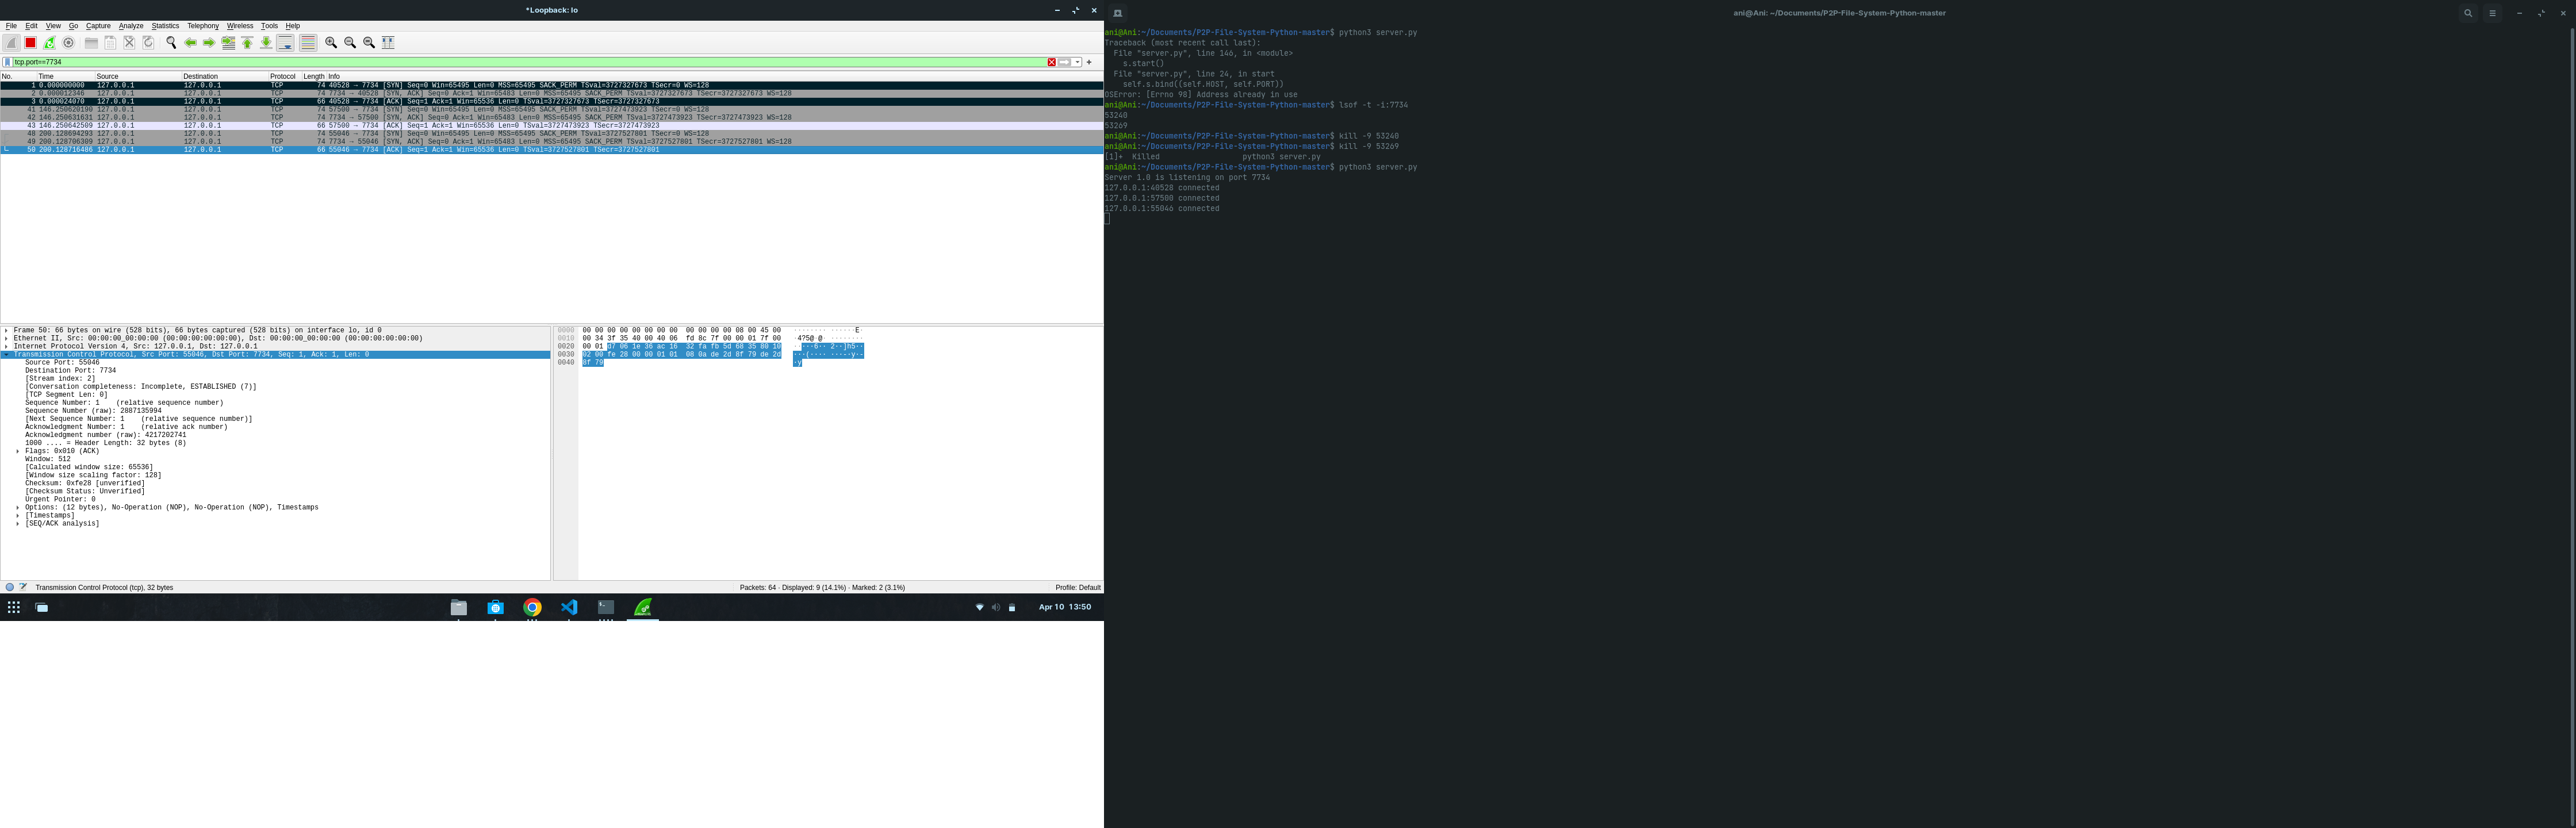 *Loopback: lo
File Edit View Go Capture Analyze Statistics Telephony Wireless Tools Help
tcp.port==7734
No. Time Source Destination Protocol Length Info
1 0.000000000 127.0.0.1 127.0.0.1 TCP 74 40528 → 7734 [SYN] Seq=0 Win=65495 Len=0 MSS=65495 SACK_PERM TSval=3727327673 TSecr=0 WS=128
2 0.000012346 127.0.0.1 127.0.0.1 TCP 74 7734 → 40528 [SYN, ACK] Seq=0 Ack=1 Win=65483 Len=0 MSS=65495 SACK_PERM TSval=3727327673 TSecr=3727327673 WS=128
3 0.000024070 127.0.0.1 127.0.0.1 TCP 66 40528 → 7734 [ACK] Seq=1 Ack=1 Win=65536 Len=0 TSval=3727327673 TSecr=3727327673
41 146.250620190 127.0.0.1 127.0.0.1 TCP 74 57500 → 7734 [SYN] Seq=0 Win=65495 Len=0 MSS=65495 SACK_PERM TSval=3727473923 TSecr=0 WS=128
42 146.250631631 127.0.0.1 127.0.0.1 TCP 74 7734 → 57500 [SYN, ACK] Seq=0 Ack=1 Win=65483 Len=0 MSS=65495 SACK_PERM TSval=3727473923 TSecr=3727473923 WS=128
43 146.250642509 127.0.0.1 127.0.0.1 TCP 66 57500 → 7734 [ACK] Seq=1 Ack=1 Win=65536 Len=0 TSval=3727473923 TSecr=3727473923
48 200.128694293 127.0.0.1 127.0.0.1 TCP 74 55046 → 7734 [SYN] Seq=0 Win=65495 Len=0 MSS=65495 SACK_PERM TSval=3727527801 TSecr=0 WS=128
49 200.128706309 127.0.0.1 127.0.0.1 TCP 74 7734 → 55046 [SYN, ACK] Seq=0 Ack=1 Win=65483 Len=0 MSS=65495 SACK_PERM TSval=3727527801 TSecr=3727527801 WS=128
50 200.128716486 127.0.0.1 127.0.0.1 TCP 66 55046 → 7734 [ACK] Seq=1 Ack=1 Win=65536 Len=0 TSval=3727527801 TSecr=3727527801
Frame 50: 66 bytes on wire (528 bits), 66 bytes captured (528 bits) on interface lo, id 0
Ethernet II, Src: 00:00:00_00:00:00 (00:00:00:00:00:00), Dst: 00:00:00_00:00:00 (00:00:00:00:00:00)
Internet Protocol Version 4, Src: 127.0.0.1, Dst: 127.0.0.1
Transmission Control Protocol, Src Port: 55046, Dst Port: 7734, Seq: 1, Ack: 1, Len: 0
Source Port: 55046
Destination Port: 7734
[Stream index: 2]
[Conversation completeness: Incomplete, ESTABLISHED (7)]
[TCP Segment Len: 0]
Sequence Number: 1 (relative sequence number)
Sequence Number (raw): 2887135994
[Next Sequence Number: 1 (relative sequence number)]
Acknowledgment Number: 1 (relative ack number)
Acknowledgment number (raw): 4217202741
1000 .... = Header Length: 32 bytes (8)
Flags: 0x010 (ACK)
Window: 512
[Calculated window size: 65536]
[Window size scaling factor: 128]
Checksum: 0xfe28 [unverified]
[Checksum Status: Unverified]
Urgent Pointer: 0
Options: (12 bytes), No-Operation (NOP), No-Operation (NOP), Timestamps
[Timestamps]
[SEQ/ACK analysis]
0000 00 00 00 00 00 00 00 00 00 00 00 00 08 00 45 00 ········ ······E·
0010 00 34 3f 35 40 00 40 06 fd 8c 7f 00 00 01 7f 00 ·4?5@·@· ········
0020 00 01 d7 06 1e 36 ac 16 32 fa fb 5d 68 35 80 10 ·····6·· 2··]h5··
0030 02 00 fe 28 00 00 01 01 08 0a de 2d 8f 79 de 2d ···(···· ···-·y·-
0040 8f 79 ·y
Transmission Control Protocol (tcp), 32 bytes
Packets: 64 · Displayed: 9 (14.1%) · Marked: 2 (3.1%)
Profile: Default
Apr 10 13:50
ani@Ani: ~/Documents/P2P-File-System-Python-master
ani@Ani:~/Documents/P2P-File-System-Python-master$ python3 server.py
Traceback (most recent call last):
File "server.py", line 146, in <module>
s.start()
File "server.py", line 24, in start
self.s.bind((self.HOST, self.PORT))
OSError: [Errno 98] Address already in use
ani@Ani:~/Documents/P2P-File-System-Python-master$ lsof -t -i:7734
53240
53269
ani@Ani:~/Documents/P2P-File-System-Python-master$ kill -9 53240
ani@Ani:~/Documents/P2P-File-System-Python-master$ kill -9 53269
[1]+ Killed python3 server.py
ani@Ani:~/Documents/P2P-File-System-Python-master$ python3 server.py
Server 1.0 is listening on port 7734
127.0.0.1:40528 connected
127.0.0.1:57500 connected
127.0.0.1:55046 connected